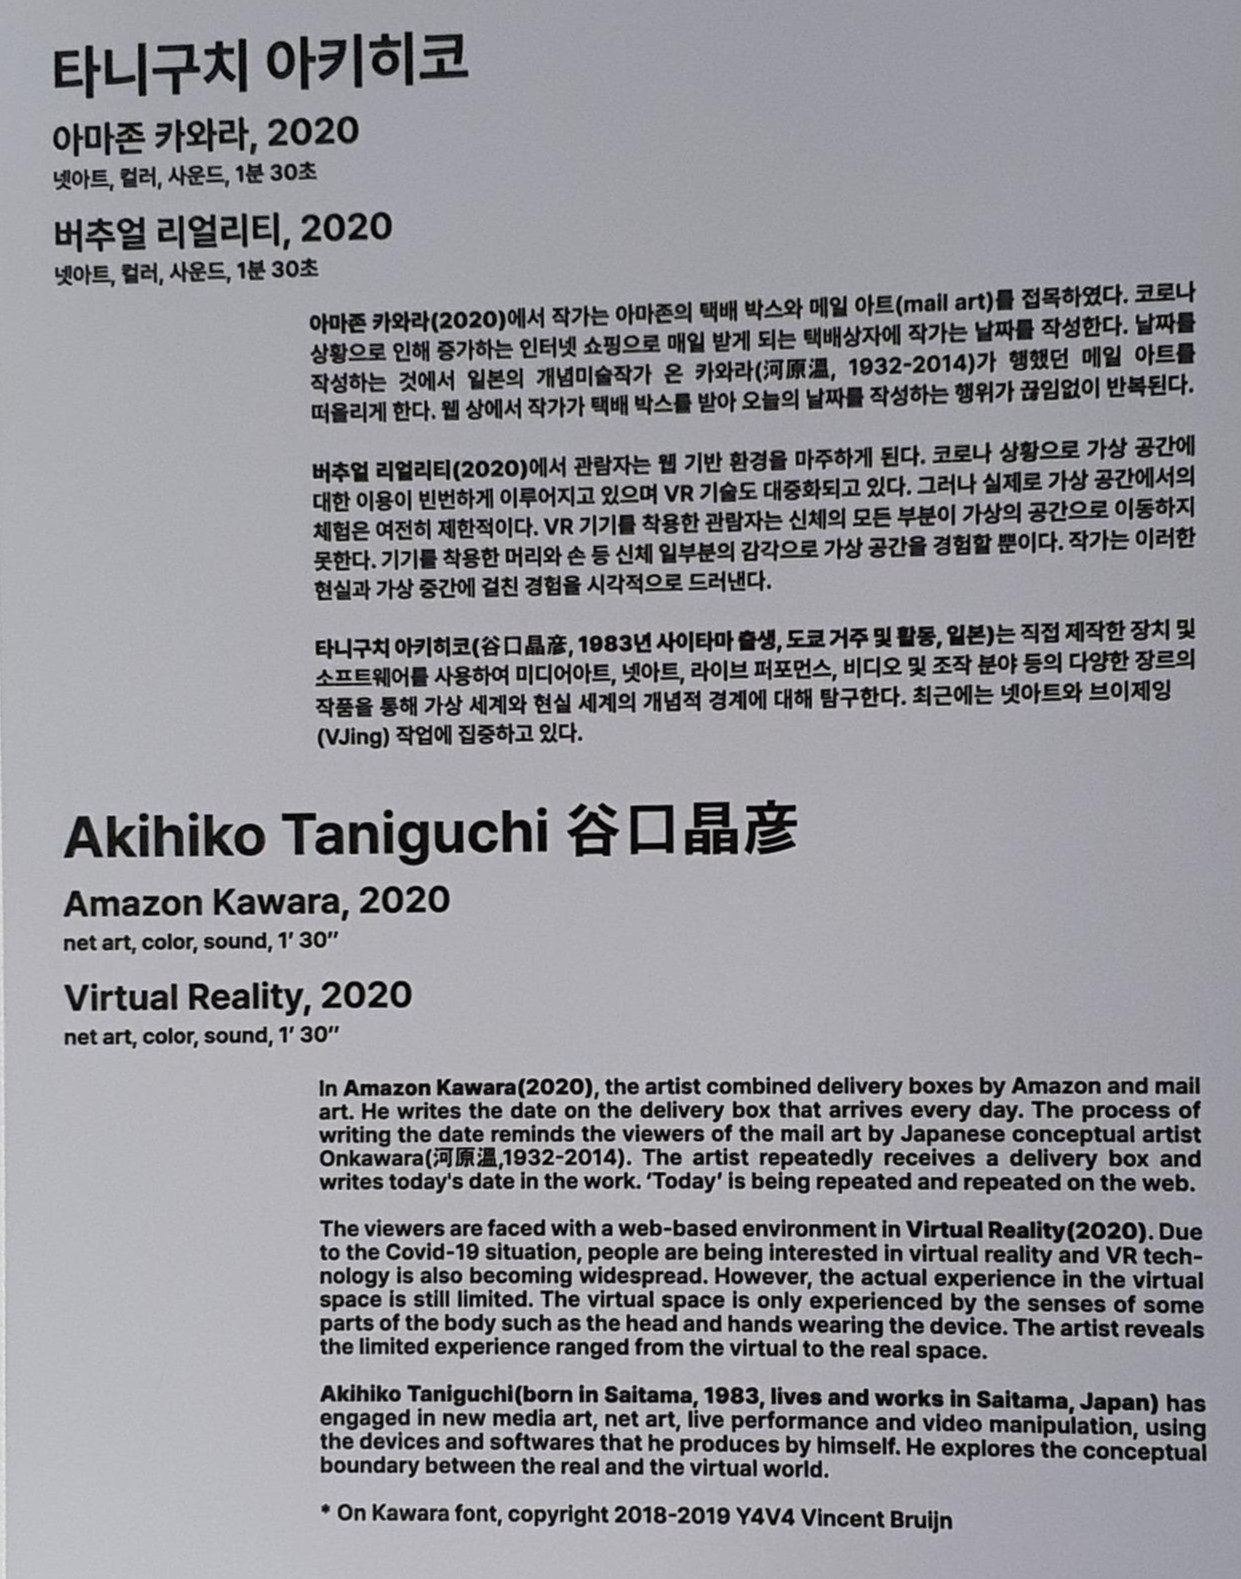 타니구치 아키히코
아마존 카와라, 2020
넷아트, 컬러, 사운드, 1분 30초
버추얼 리얼리티, 2020
넷아트, 컬러, 사운드, 1분 30초
아마존 카와라(2020)에서 작가는 아마존의 택배 박스와 메일 아트(mail art)를 접목하였다. 코로나
상황으로 인해 증가하는 인터넷 쇼핑으로 매일 받게 되는 택배상자에 작가는 날짜를 작성한다. 날짜를
작성하는 것에서 일본의 개념미술작가 온 카와라(河原溫, 1932-2014)가 행했던 메일 아트를
떠올리게 한다. 웹 상에서 작가가 택배 박스를 받아 오늘의 날짜를 작성하는 행위가 끊임없이 반복된다.
버추얼 리얼리티(2020)에서 관람자는 웹 기반 환경을 마주하게 된다. 코로나 상황으로 가상 공간에
대한 이용이 빈번하게 이루어지고 있으며 VR 기술도 대중화되고 있다. 그러나 실제로 가상 공간에서의
체험은 여전히 제한적이다. VR 기기를 착용한 관람자는 신체의 모든 부분이 가상의 공간으로 이동하지
못한다. 기기를 착용한 머리와 손 등 신체 일부분의 감각으로 가상 공간을 경험할 뿐이다. 작가는 이러한
현실과 가상 중간에 걸친 경험을 시각적으로 드러낸다.
타니구치 아키히코(谷口晶彦, 1983년 사이타마 출생, 도쿄 거주 및 활동, 일본)는 직접 제작한 장치 및
소프트웨어를 사용하여 미디어아트, 넷아트, 라이브 퍼포먼스, 비디오 및 조작 분야 등의 다양한 장르의
작품을 통해 가상 세계와 현실 세계의 개념적 경계에 대해 탐구한다. 최근에는 넷아트와 브이제잉
(VJing) 작업에 집중하고 있다.
Akihiko Taniguchi 谷口晶彦
Amazon Kawara, 2020
net art, color, sound, 1′ 30″
Virtual Reality, 2020
net art, color, sound, 1′ 30″
In Amazon Kawara(2020), the artist combined delivery boxes by Amazon and mail
art. He writes the date on the delivery box that arrives every day. The process of
writing the date reminds the viewers of the mail art by Japanese conceptual artist
Onkawara(河原溫,1932-2014). The artist repeatedly receives a delivery box and
writes today's date in the work. ‘Today’ is being repeated and repeated on the web.
The viewers are faced with a web-based environment in Virtual Reality(2020). Due
to the Covid-19 situation, people are being interested in virtual reality and VR tech-
nology is also becoming widespread. However, the actual experience in the virtual
space is still limited. The virtual space is only experienced by the senses of some
parts of the body such as the head and hands wearing the device. The artist reveals
the limited experience ranged from the virtual to the real space.
Akihiko Taniguchi(born in Saitama, 1983, lives and works in Saitama, Japan) has
engaged in new media art, net art, live performance and video manipulation, using
the devices and softwares that he produces by himself. He explores the conceptual
boundary between the real and the virtual world.
* On Kawara font, copyright 2018-2019 Y4V4 Vincent Bruijn